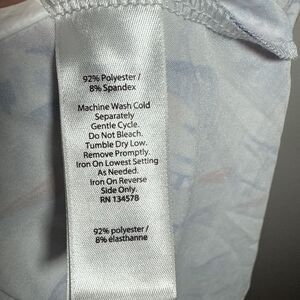 92% Polyester /
8% Spandex
Machine Wash Cold
Separately
Gentle Cycle.
Do Not Bleach.
Tumble Dry Low.
Remove Promptly.
Iron On Lowest Setting
As Needed.
Iron On Reverse
Side Only.
RN 134578
92% polyester /
8% élasthanne